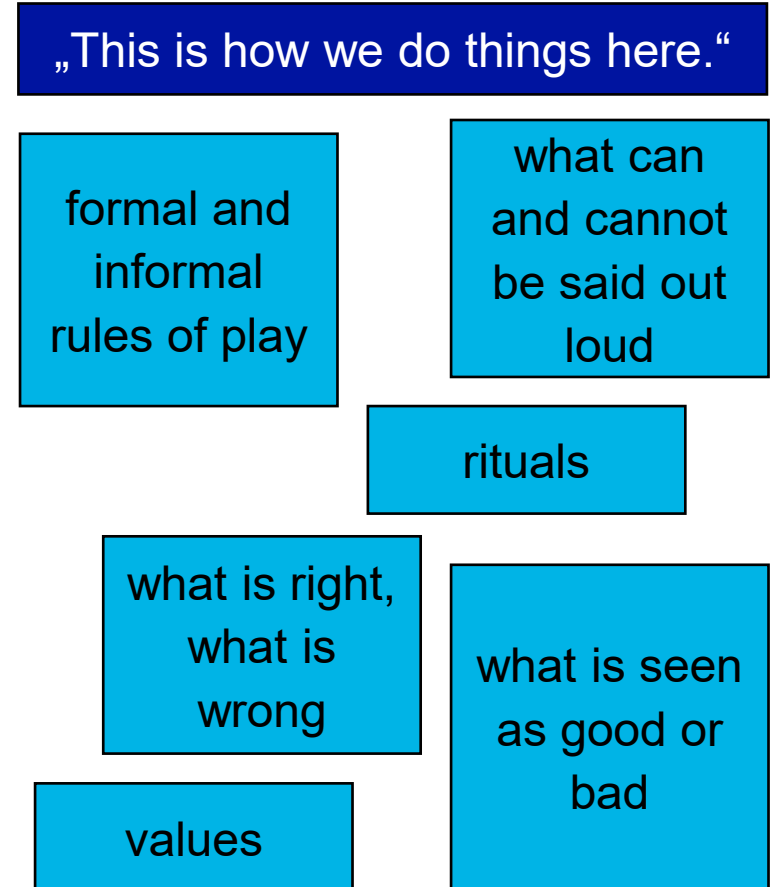 „This is how we do things here.“
formal and
informal
rules of play
what can
and cannot
be said out
loud
rituals
what is right,
what is
wrong
what is seen
as good or
bad
values